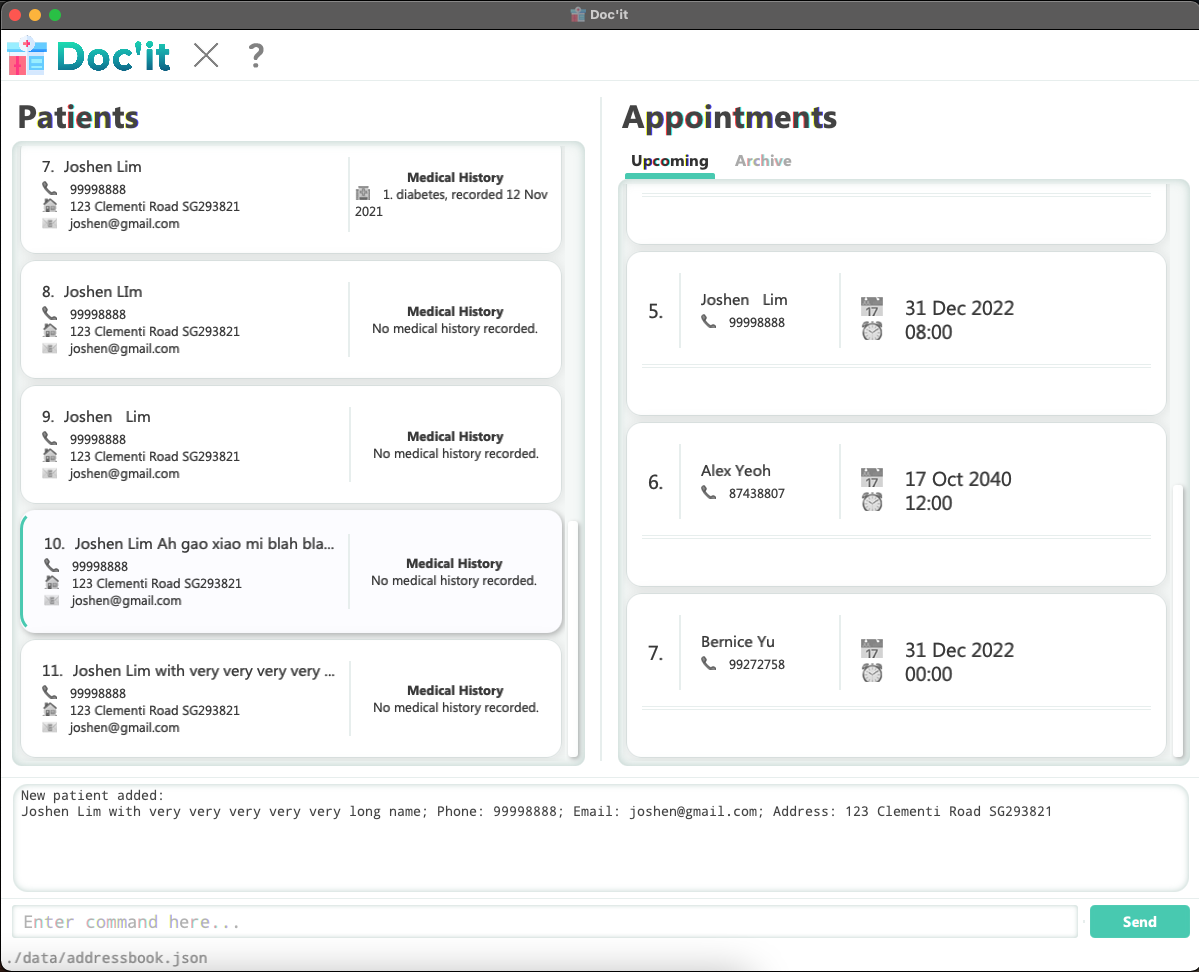 Doc'it
Doc'it
?
Patients
7. Joshen Lim
99998888
123 Clementi Road SG293821
joshen@gmail.com
Medical History
1. diabetes, recorded 12 Nov
2021
8. Joshen LIm
99998888
123 Clementi Road SG293821
joshen@gmail.com
Medical History
No medical history recorded.
9. Joshen   Lim
99998888
123 Clementi Road SG293821
joshen@gmail.com
Medical History
No medical history recorded.
10. Joshen Lim Ah gao xiao mi blah bla...
99998888
123 Clementi Road SG293821
joshen@gmail.com
Medical History
No medical history recorded.
11. Joshen Lim with very very very very ...
99998888
123 Clementi Road SG293821
joshen@gmail.com
Medical History
No medical history recorded.
Appointments
Upcoming Archive
5.
Joshen   Lim
99998888
17
31 Dec 2022
08:00
6.
Alex Yeoh
87438807
17
17 Oct 2040
12:00
7.
Bernice Yu
99272758
17
31 Dec 2022
00:00
New patient added:
Joshen Lim with very very very very very long name; Phone: 99998888; Email: joshen@gmail.com; Address: 123 Clementi Road SG293821
Enter command here...
Send
./data/addressbook.json